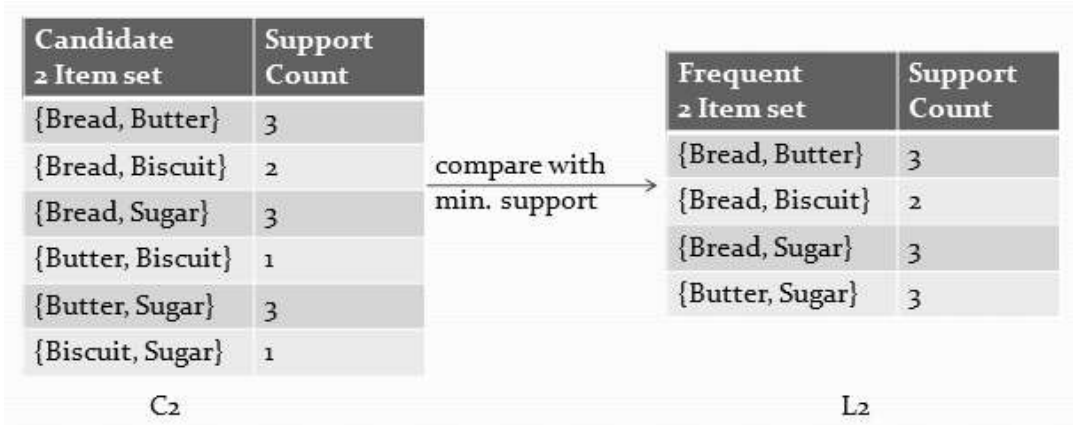 Candidate Support
2 Item set Count
{Bread, Butter} 3
{Bread, Biscuit} 2
{Bread, Sugar} 3
{Butter, Biscuit} 1
{Butter, Sugar} 3
{Biscuit, Sugar} 1
C2
compare with
min. support
Frequent Support
2 Item set Count
{Bread, Butter} 3
{Bread, Biscuit} 2
{Bread, Sugar} 3
{Butter, Sugar} 3
L2